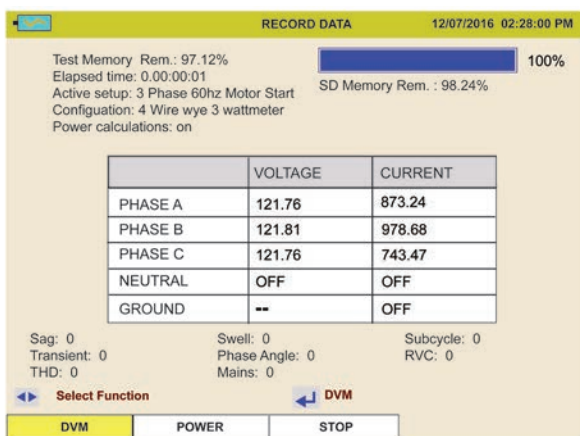 RECORD DATA 12/07/2016 02:28:00 PM
Test Memory Rem.: 97.12%
100%
Elapsed time: 0.00:00:01
SD Memory Rem. : 98.24%
Active setup: 3 Phase 60hz Motor Start
Configuation: 4 Wire wye 3 wattmeter
Power calculations: on
VOLTAGE CURRENT
PHASE A 121.76 873.24
PHASE B 121.81 978.68
PHASE C 121.76 743.47
NEUTRAL OFF OFF
GROUND -- OFF
Sag: 0 Swell: 0 Subcycle: 0
Transient: 0 Phase Angle: 0 RVC: 0
THD: 0 Mains: 0
Select Function DVM
DVM POWER STOP